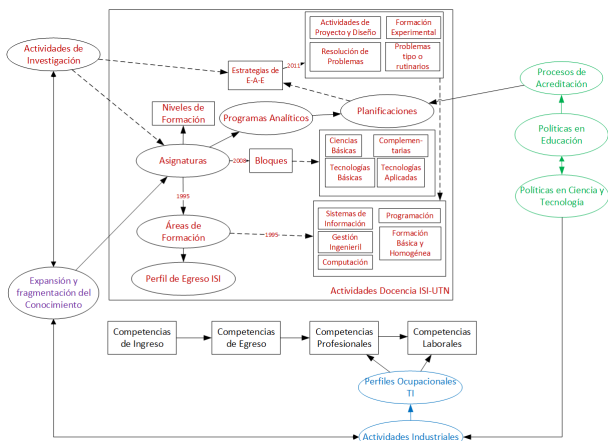 Actividades de
Investigación
Actividades de
Proyecto y Diseño
Formación
Experimental
Resolución de
Problemas
Problemas
tipo o
rutinarios
Estrategias de
E-A-E
2011
Procesos de
Acreditación
Niveles de
Formación
Programas Analíticos
Planificaciones
Políticas en
Educación
Asignaturas
2008
Bloques
Ciencias
Básicas
Complemen-
tarias
Tecnologías
Básicas
Tecnologías
Aplicadas
Políticas en Ciencia y
Tecnología
1995
Áreas de
Formación
1995
Sistemas de
Información
Programación
Gestión
Ingenieril
Formación
Básica y
Homogénea
Computación
Perfil de Egreso ISI
Actividades Docencia ISI-UTN
Expansión y
fragmentación del
Conocimiento
Competencias
de Ingreso
Competencias
de Egreso
Competencias
Profesionales
Competencias
Laborales
Perfiles Ocupacionales
TI
Actividades Industriales